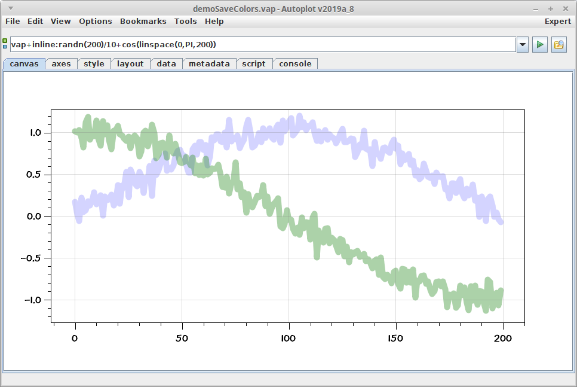 demoSaveColors.vap - Autoplot v2019a_8
File Edit View Options Bookmarks Tools Help Expert
vap+inline:randn(200)/10+cos(linspace(0,PI,200))
canvas axes style layout data metadata script console
1.0
0.5
0.0
−0.5
−1.0
0 50 100 150 200